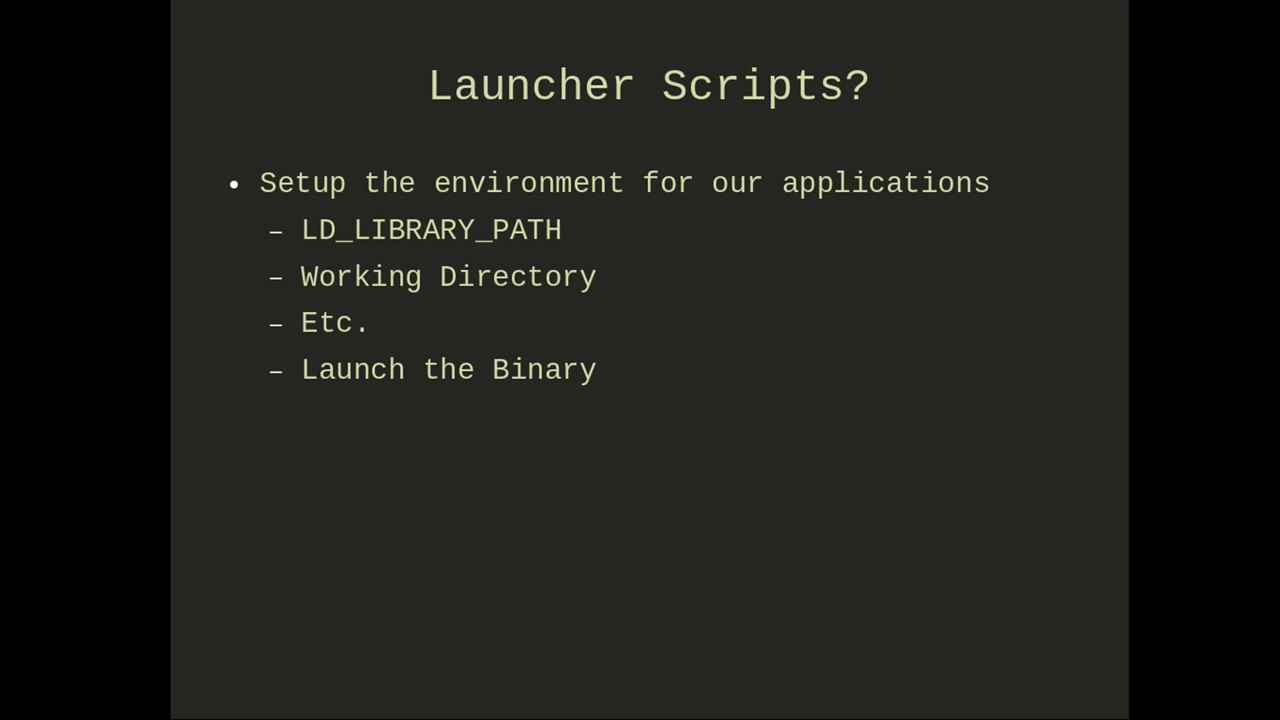 Launcher Scripts?
• Setup the environment for our applications
– LD_LIBRARY_PATH
– Working Directory
– Etc.
– Launch the Binary